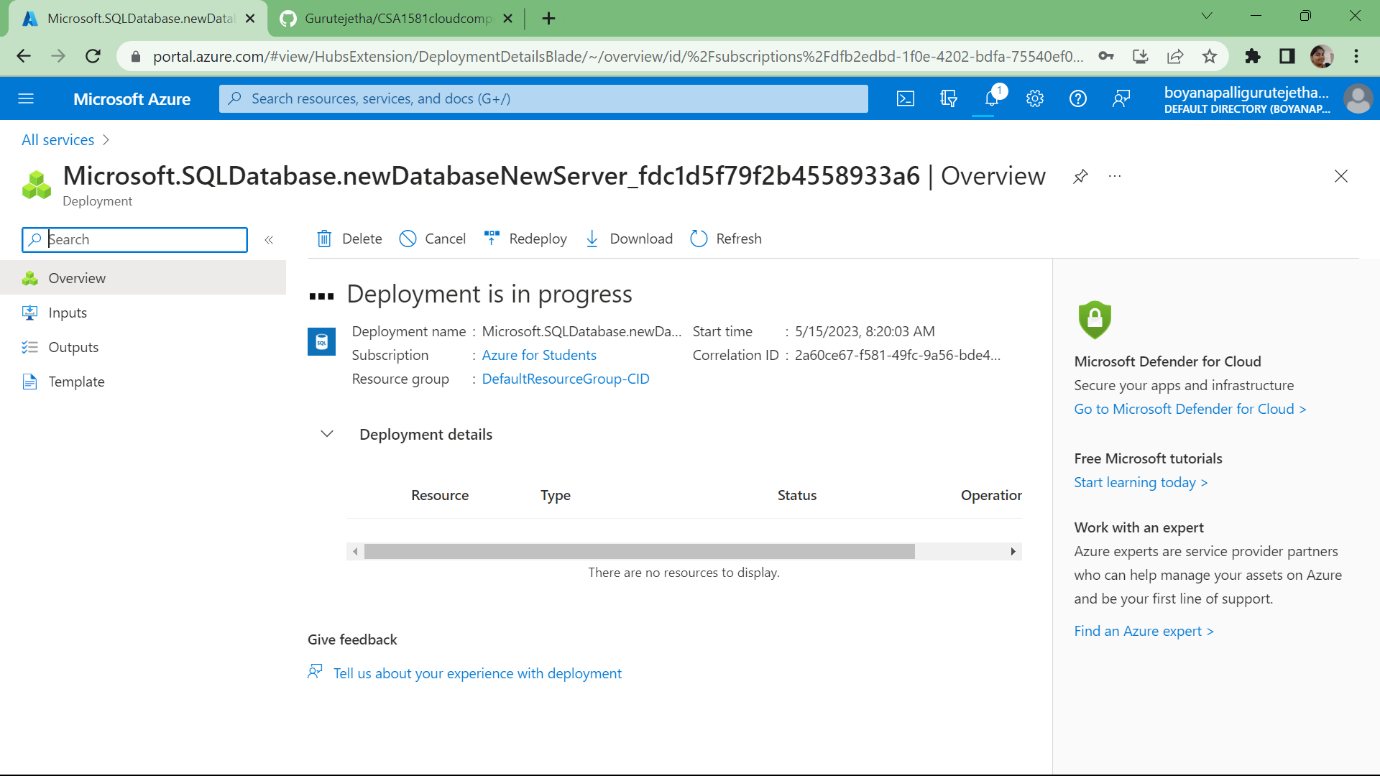 Microsoft.SQLDatabase.newDatal
Gurutejetha/CSA1581cloudcomp
portal.azure.com/#view/HubsExtension/DeploymentDetailsBlade/~/overview/id/%2Fsubscriptions%2Fdfb2edbd-1f0e-4202-bdfa-75540ef0...
Microsoft Azure
Search resources, services, and docs (G+/)
1
boyanapalligurutejetha...
DEFAULT DIRECTORY (BOYANAP...
All services >
Microsoft.SQLDatabase.newDatabaseNewServer_fdc1d5f79f2b4558933a6 | Overview
Deployment
Search
Delete Cancel Redeploy Download Refresh
Overview
Inputs
Outputs
Template
Deployment is in progress
Deployment name : Microsoft.SQLDatabase.newDa... Start time : 5/15/2023, 8:20:03 AM
Subscription : Azure for Students Correlation ID : 2a60ce67-f581-49fc-9a56-bde4...
Resource group : DefaultResourceGroup-CID
SQL
Deployment details
Resource Type Status Operation
There are no resources to display.
Give feedback
Tell us about your experience with deployment
Microsoft Defender for Cloud
Secure your apps and infrastructure
Go to Microsoft Defender for Cloud >
Free Microsoft tutorials
Start learning today >
Work with an expert
Azure experts are service provider partners
who can help manage your assets on Azure
and be your first line of support.
Find an Azure expert >